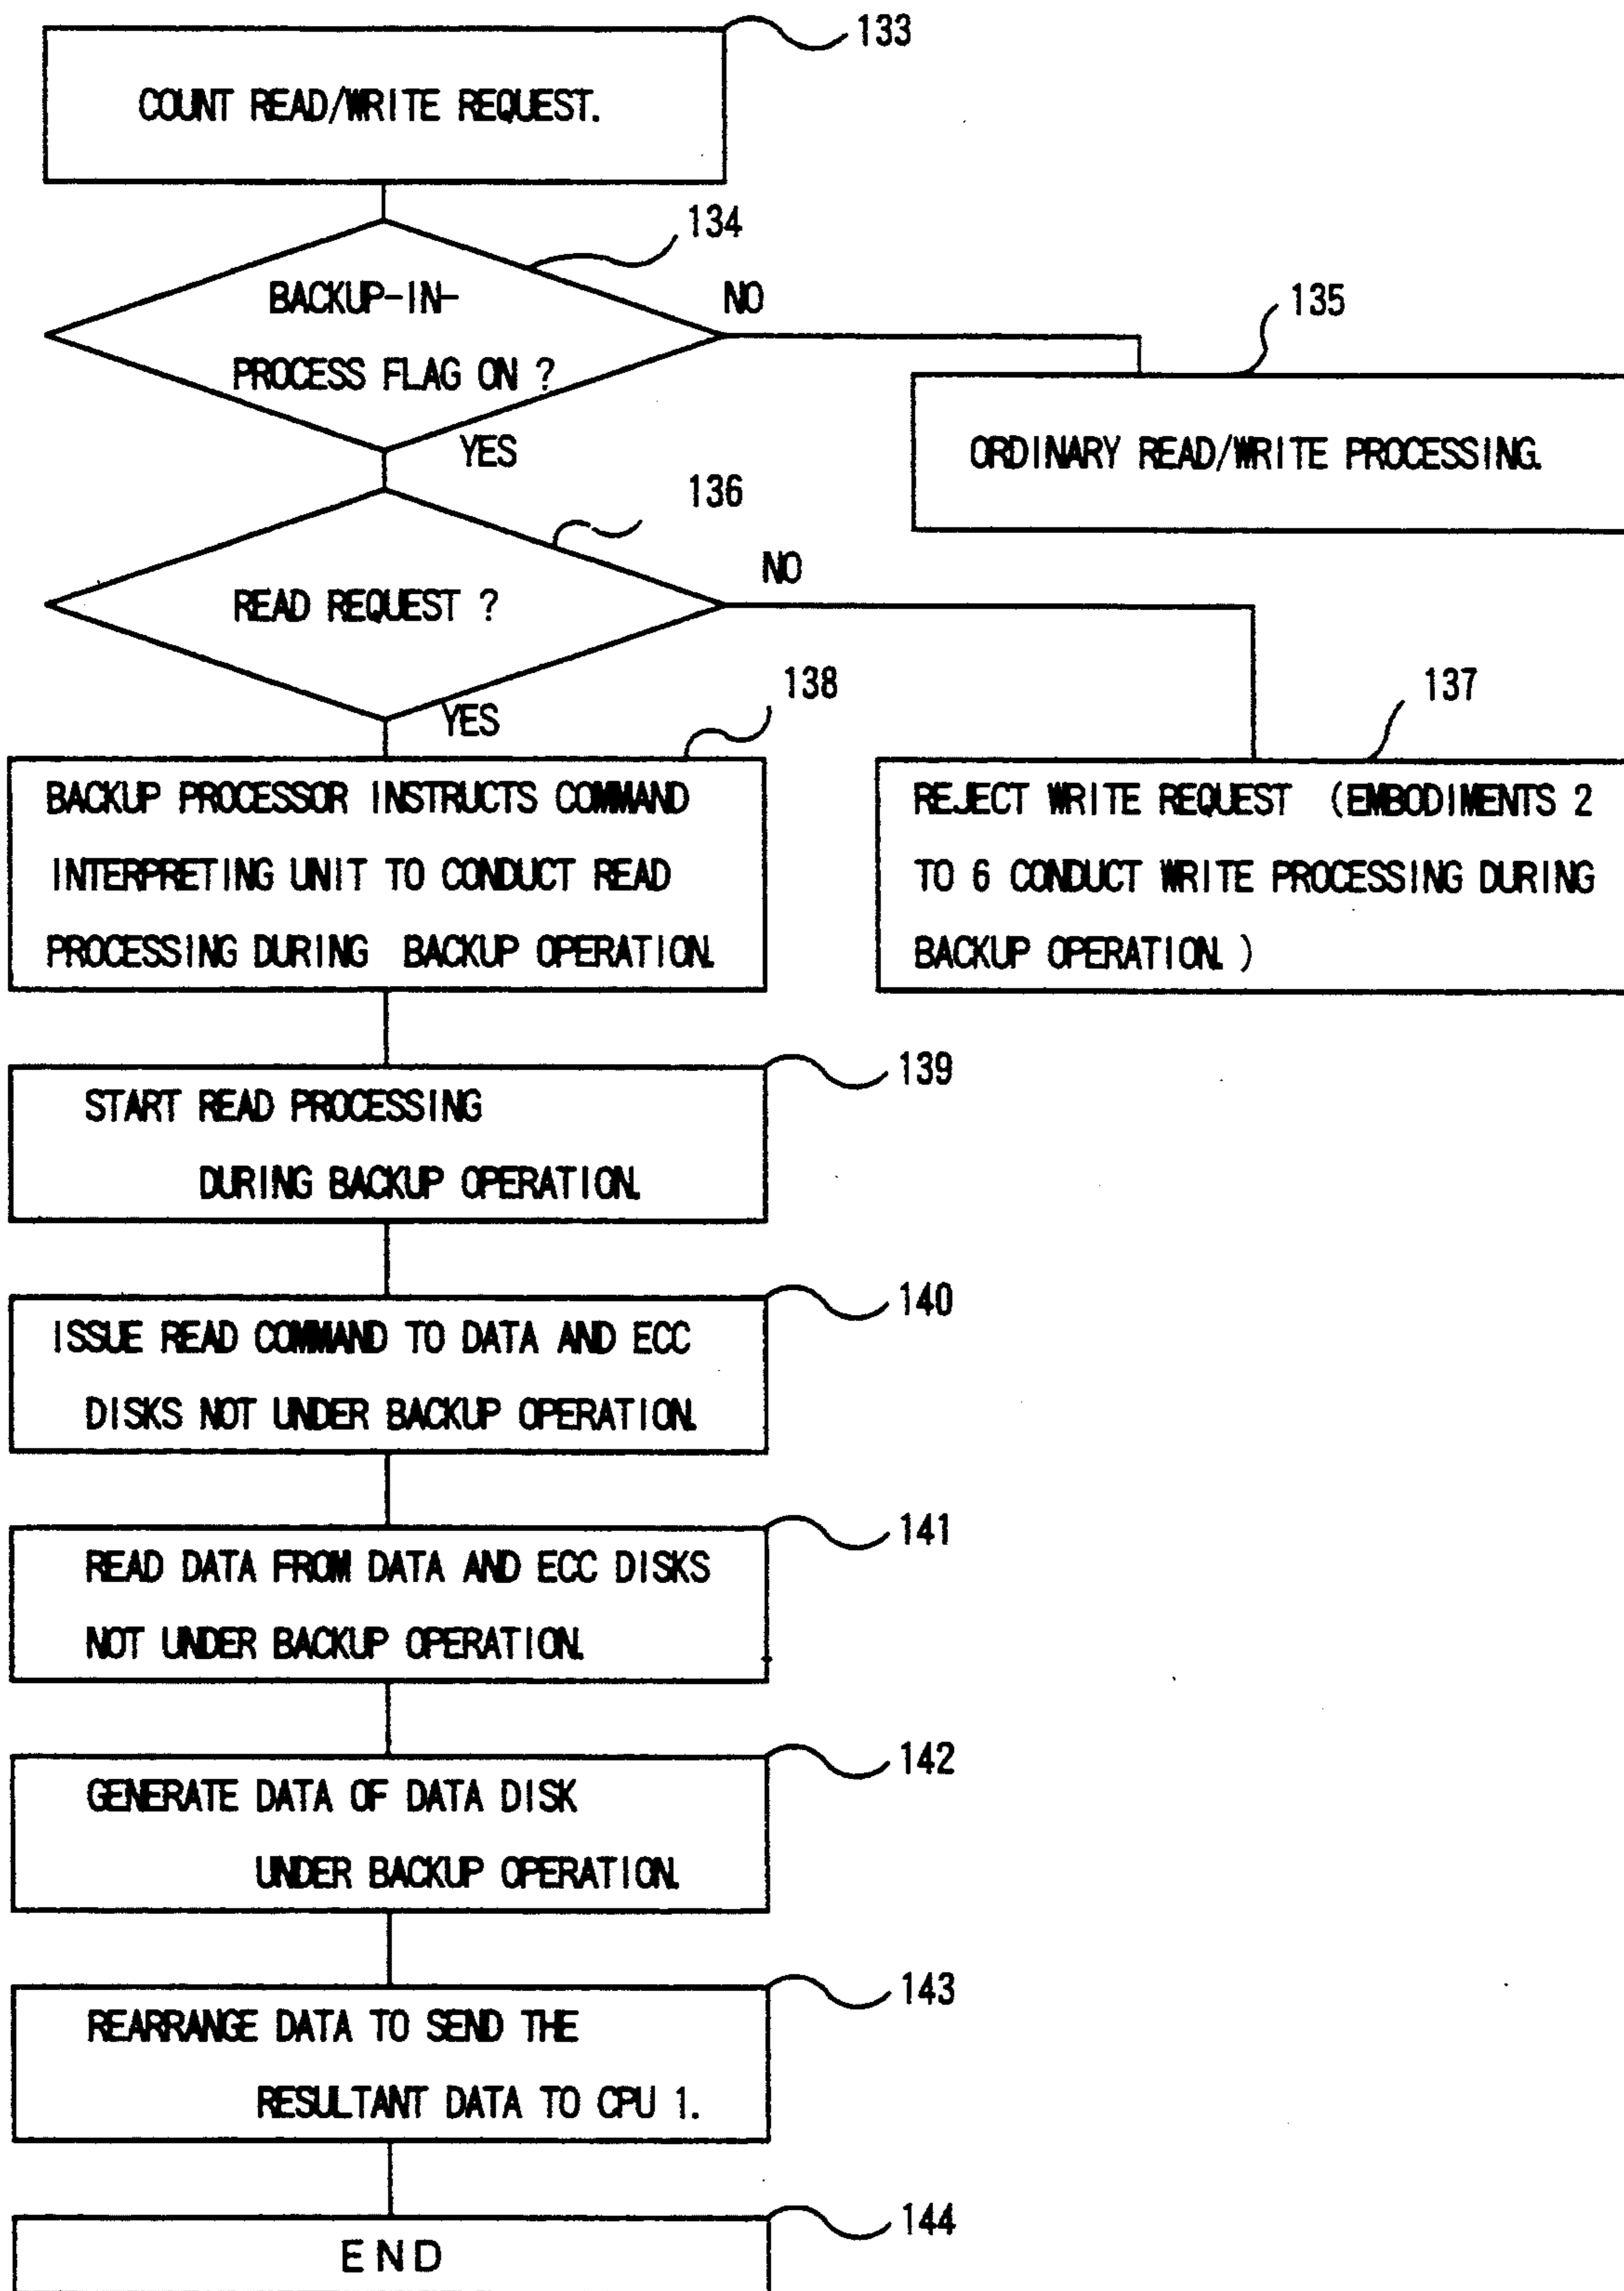 133
COUNT READ/WRITE REQUEST.
134
BACKUP-IN-
PROCESS FLAG ON ?
NO
135
ORDINARY READ/WRITE PROCESSING.
YES
136
READ REQUEST ?
NO
YES
138
BACKUP PROCESSOR INSTRUCTS COMMAND
INTERPRETING UNIT TO CONDUCT READ
PROCESSING DURING BACKUP OPERATION.
137
REJECT WRITE REQUEST (EMBODIMENTS 2
TO 6 CONDUCT WRITE PROCESSING DURING
BACKUP OPERATION.)
139
START READ PROCESSING
DURING BACKUP OPERATION.
140
ISSUE READ COMMAND TO DATA AND ECC
DISKS NOT UNDER BACKUP OPERATION.
141
READ DATA FROM DATA AND ECC DISKS
NOT UNDER BACKUP OPERATION.
142
GENERATE DATA OF DATA DISK
UNDER BACKUP OPERATION.
143
REARRANGE DATA TO SEND THE
RESULTANT DATA TO CPU 1.
144
END